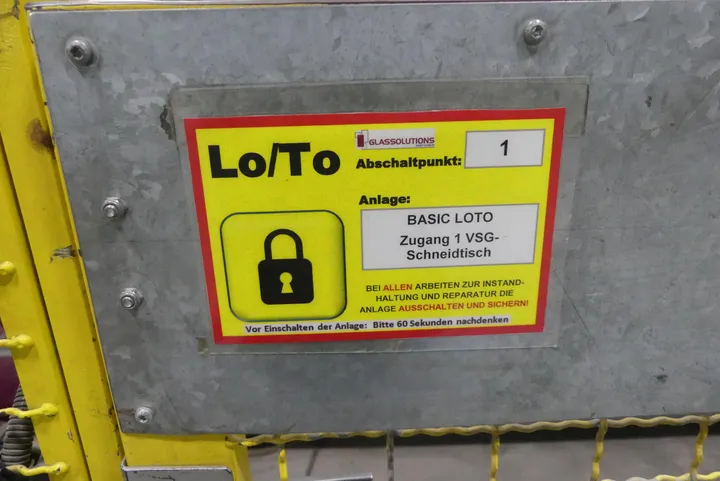 Lo/To
GLASSOLUTIONS
Abschaltpunkt: 1
Anlage:
BASIC LOTO
Zugang 1 VSG-
Schneidtisch
BEI ALLEN ARBEITEN ZUR INSTAND-
HALTUNG UND REPARATUR DIE
ANLAGE AUSSCHALTEN UND SICHERN!
Vor Einschalten der Anlage: Bitte 60 Sekunden nachdenken